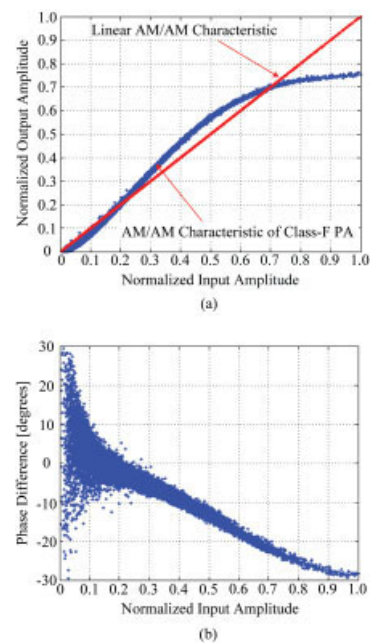 1.0
Linear AM/AM Characteristic
0.9
0.8
0.7
0.6
0.5
0.4
0.3
0.2
0.1
0
Normalized Output Amplitude
AM/AM Characteristic of Class-F PA
0 0.1 0.2 0.3 0.4 0.5 0.6 0.7 0.8 0.9 1.0
Normalized Input Amplitude
(a)
30
20
10
0
-10
-20
-30
Phase Difference [degrees]
0 0.1 0.2 0.3 0.4 0.5 0.6 0.7 0.8 0.9 1.0
Normalized Input Amplitude
(b)